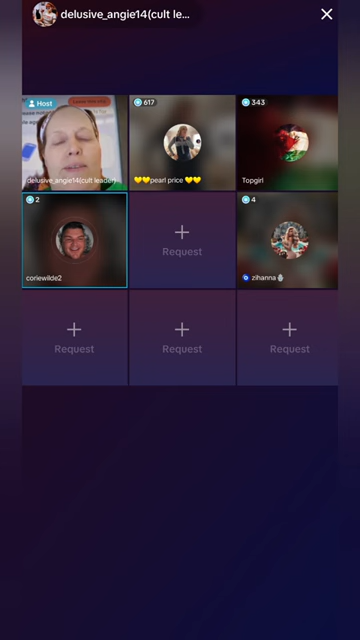 delusive_angie14(cult le...
Host
617
343
delusive_angie14(cult leader)
💛💛pearl price 💛💛
Topgirl
2
4
coriewilde2
Request
zihanna
Request
Request
Request